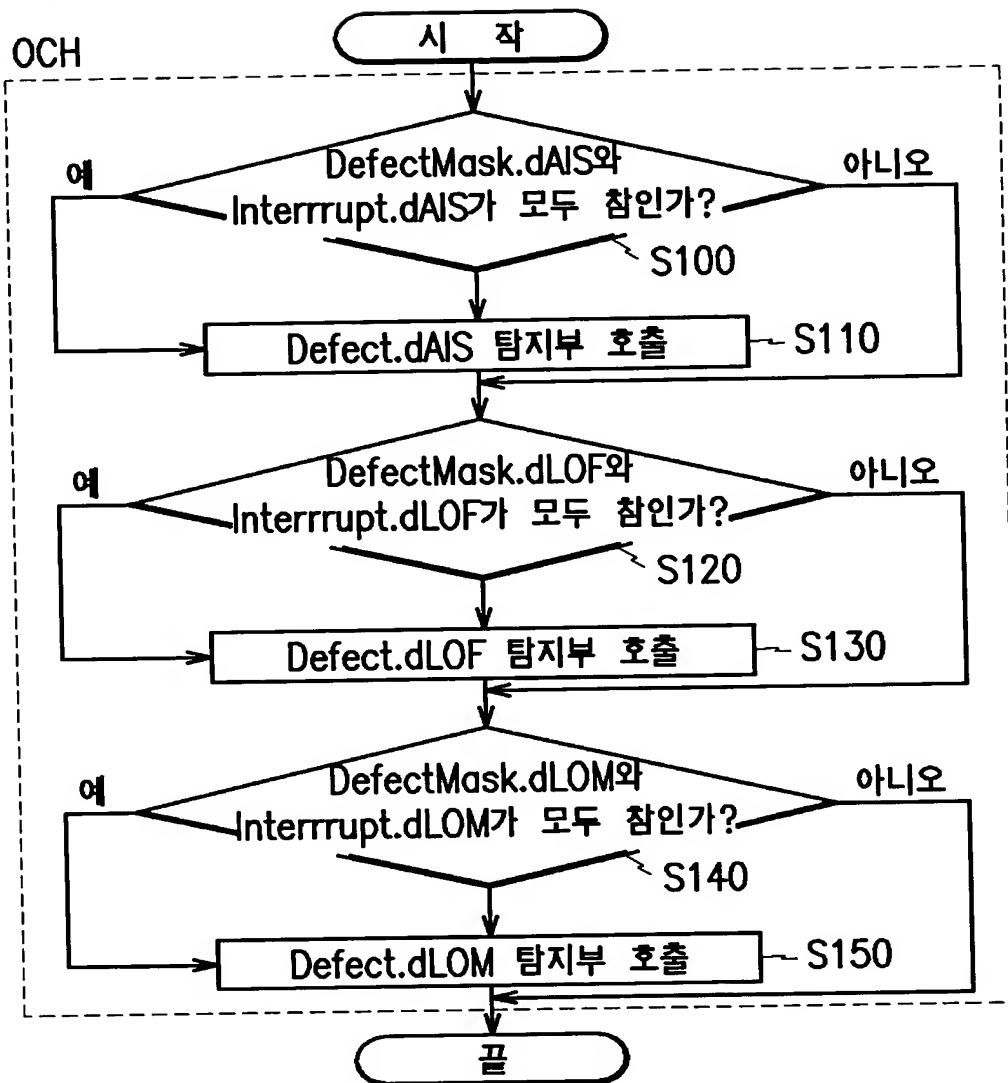 시 작
OCH
DefectMask.dAIS와
예
아니오
Interrrupt.dAIS가 모두 참인가?
S100
Defect.dAIS 탐지부 호출
S110
DefectMask.dLOF와
예
아니오
Interrrupt.dLOF가 모두 참인가?
S120
Defect.dLOF 탐지부 호출
S130
DefectMask.dLOM와
예
아니오
Interrrupt.dLOM가 모두 참인가?
S140
Defect.dLOM 탐지부 호출
S150
끝